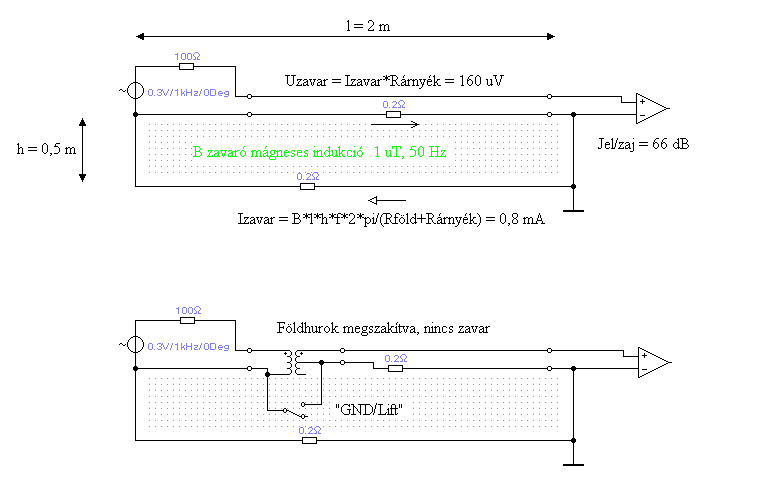 l = 2 m
100Ω
Uzavar = Izavar*Rárnyék = 160 uV
~
0.3V/1kHz/0Deg
0.2Ω
+
−
h = 0,5 m
B zavaró mágneses indukció 1 uT, 50 Hz
Jel/zaj = 66 dB
0.2Ω
Izavar = B*l*h*f*2*pi/(Rföld+Rárnyék) = 0,8 mA
100Ω
Földhurok megszakítva, nincs zavar
~
0.3V/1kHz/0Deg
0.2Ω
+
−
"GND/Lift"
0.2Ω